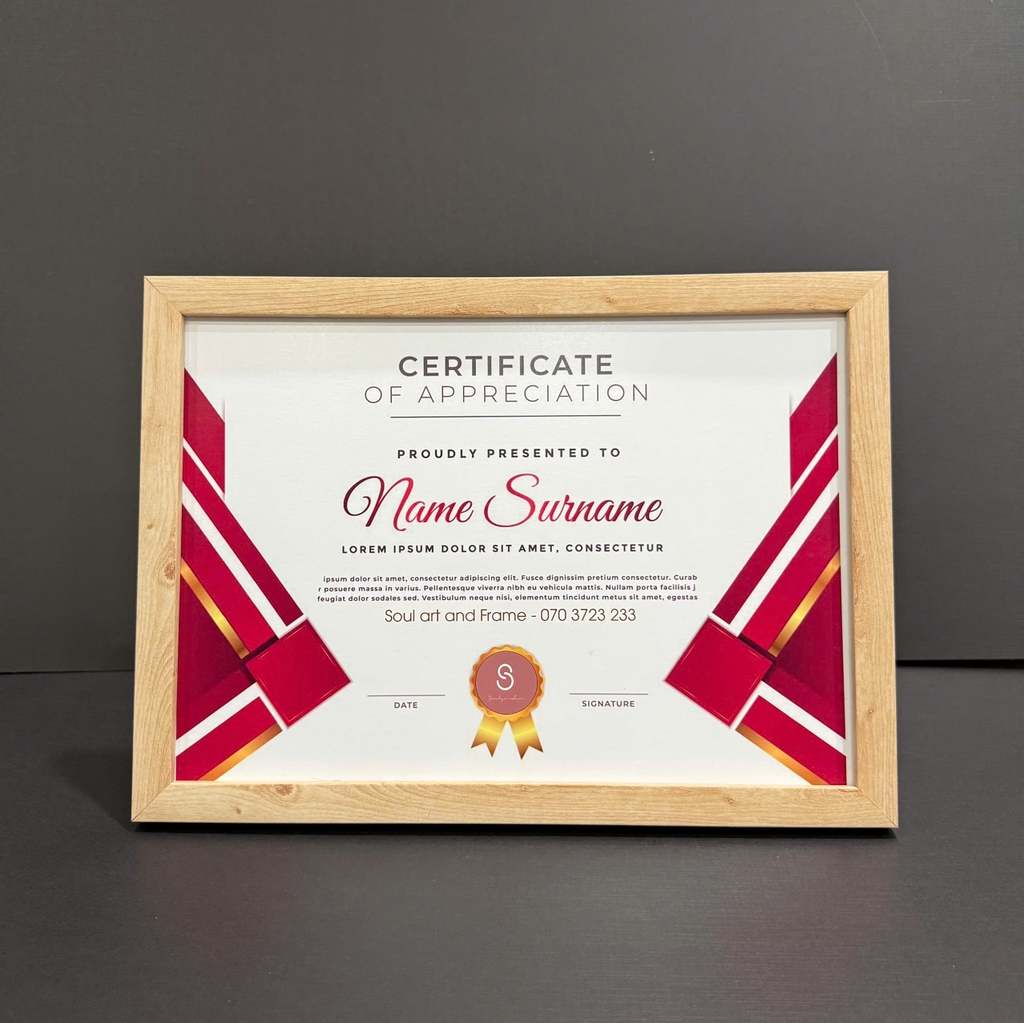 CERTIFICATE
OF APPRECIATION
PROUDLY PRESENTED TO
Name Surname
LOREM IPSUM DOLOR SIT AMET, CONSECTETUR
ipsum dolor sit amet, consectetur adipiscing elit. Fusce dignissim pretium consectetur. Curab
r posuere massa in varius. Pellentesque viverra nibh eu vehicula mattis. Nullam porta facilisis j
feugiat dolor sodales sed. Vestibulum neque nisi, elementum tincidunt metus sit amet, egestas
Soul art and Frame - 070 3723 233
S
DATE
SIGNATURE